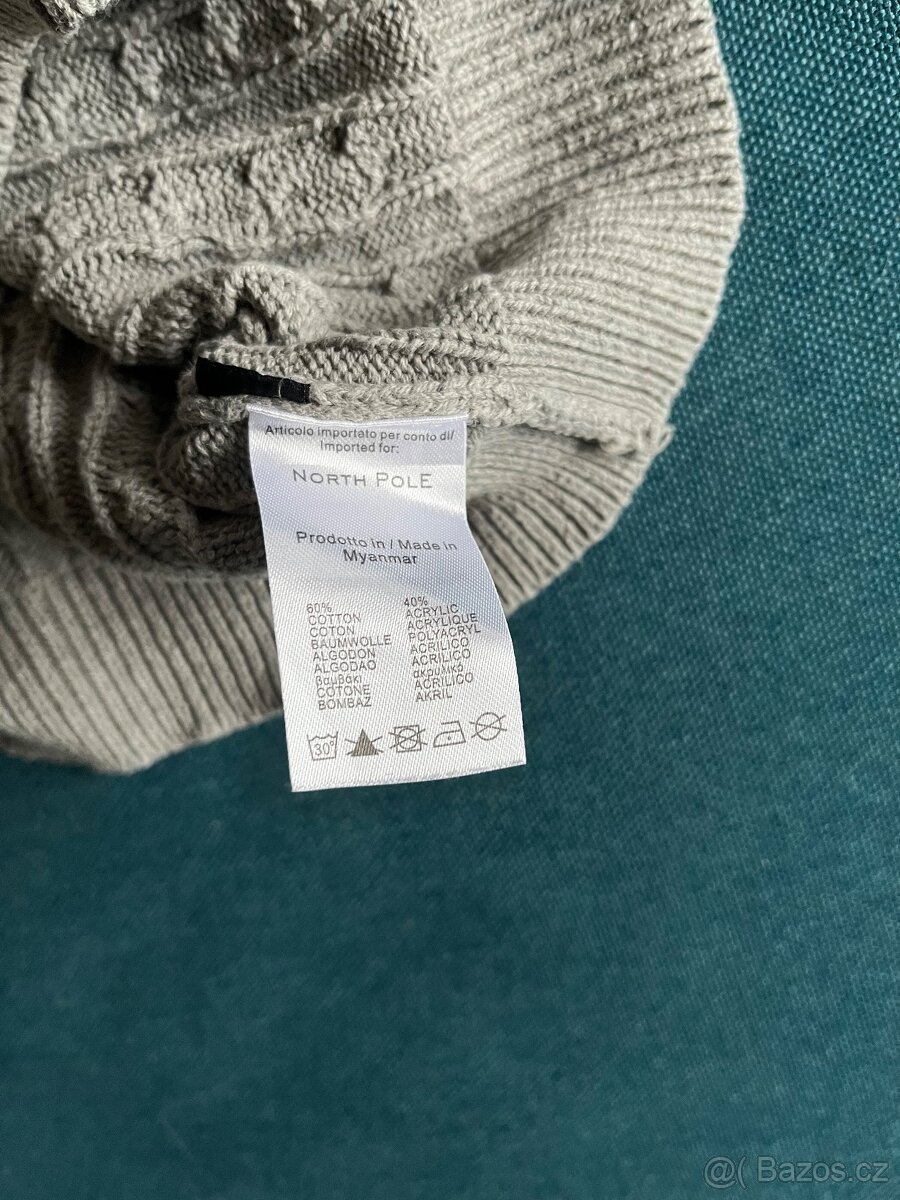 Articolo importato per conto di/
Imported for:
NORTH POLE
Prodotto in / Made in
Myanmar
60%
COTTON
COTON
BAUMWOLLE
ALGODON
ALGODAO
βαμβάκι
COTONE
BOMBAZ
40%
ACRYLIC
ACRYLIQUE
POLYACRYL
ACRILICO
ACRILICO
ακρυλικό
ACRILICO
AKRIL
30°
@( Bazos.cz